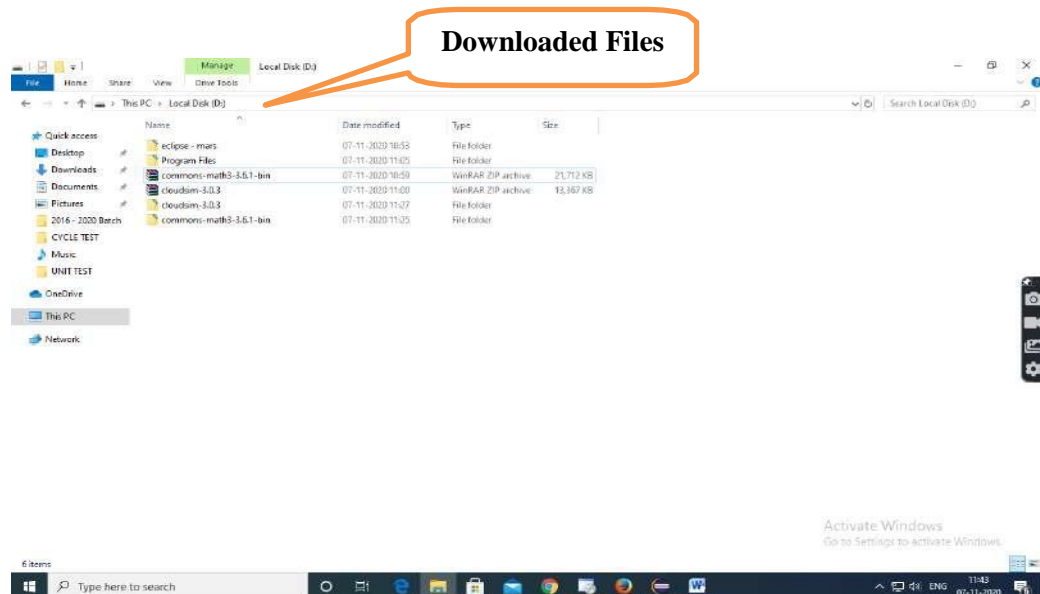 Downloaded Files
Manage Local Disk (D:)
File Home Share View Drive Tools
This PC › Local Disk (D:) Search Local Disk (D:)
Name Date modified Type Size
Quick access
Desktop
Downloads
Documents
Pictures
2016 - 2020 Batch
CYCLE TEST
Music
UNIT TEST
OneDrive
This PC
Network
eclipse - mars 07-11-2020 10:53 File folder
Program Files 07-11-2020 11:05 File folder
commons-math3-3.6.1-bin 07-11-2020 10:59 WinRAR ZIP archive 21,712 KB
cloudsim-3.0.3 07-11-2020 11:00 WinRAR ZIP archive 13,367 KB
cloudsim-3.0.3 07-11-2020 11:27 File folder
commons-math3-3.6.1-bin 07-11-2020 11:35 File folder
Activate Windows
Go to Settings to activate Windows.
6 items
Type here to search ENG 11:43
07-11-2020